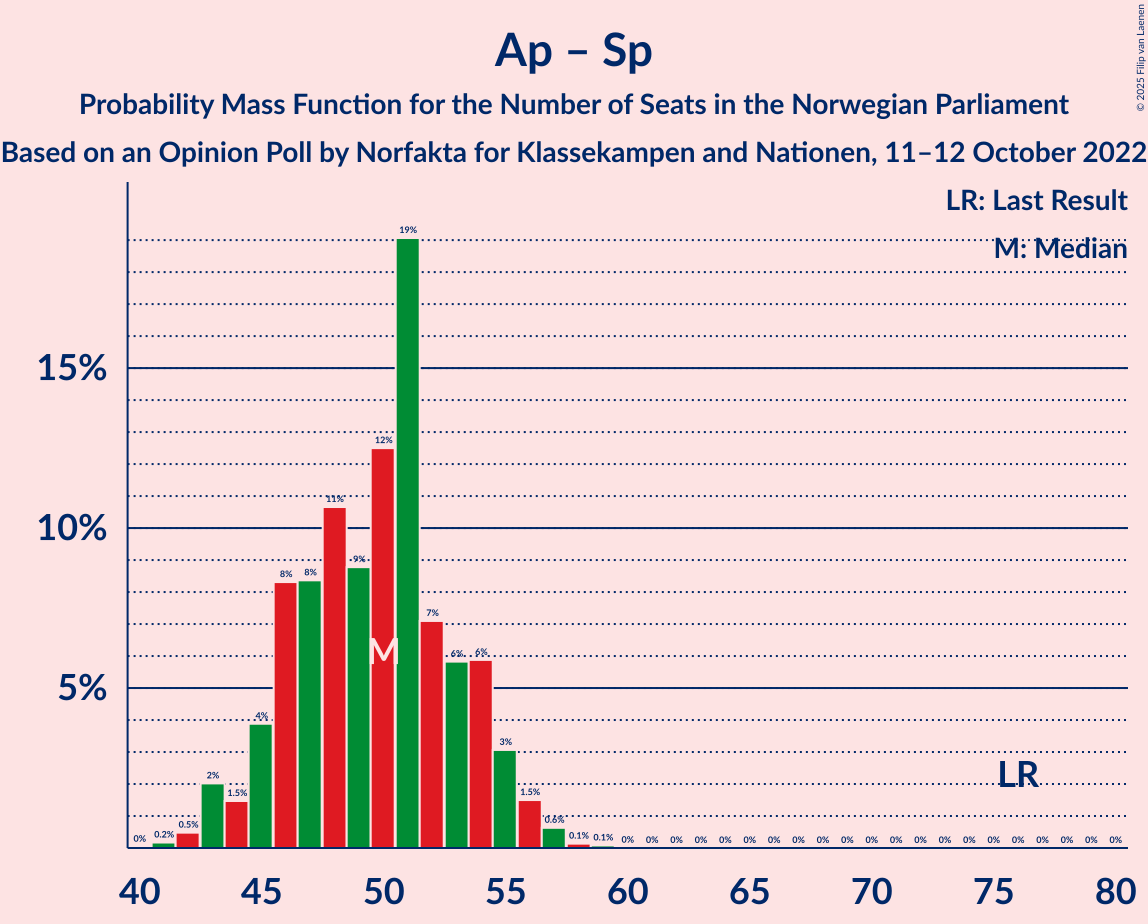 Ap – Sp
Probability Mass Function for the Number of Seats in the Norwegian Parliament
Based on an Opinion Poll by Norfakta for Klassekampen and Nationen, 11–12 October 2022
© 2025 Filip van Laenen
LR: Last Result
M: Median
19%
15%
12%
11%
10%
9%
8% 8%
7%
M
6% 6%
5%
4%
3%
2%
1.5% 1.5%
LR
0% 0.2% 0.5% 0.6% 0.1% 0.1% 0% 0% 0% 0% 0% 0% 0% 0% 0% 0% 0% 0% 0% 0% 0% 0% 0% 0% 0% 0% 0%
40 45 50 55 60 65 70 75 80